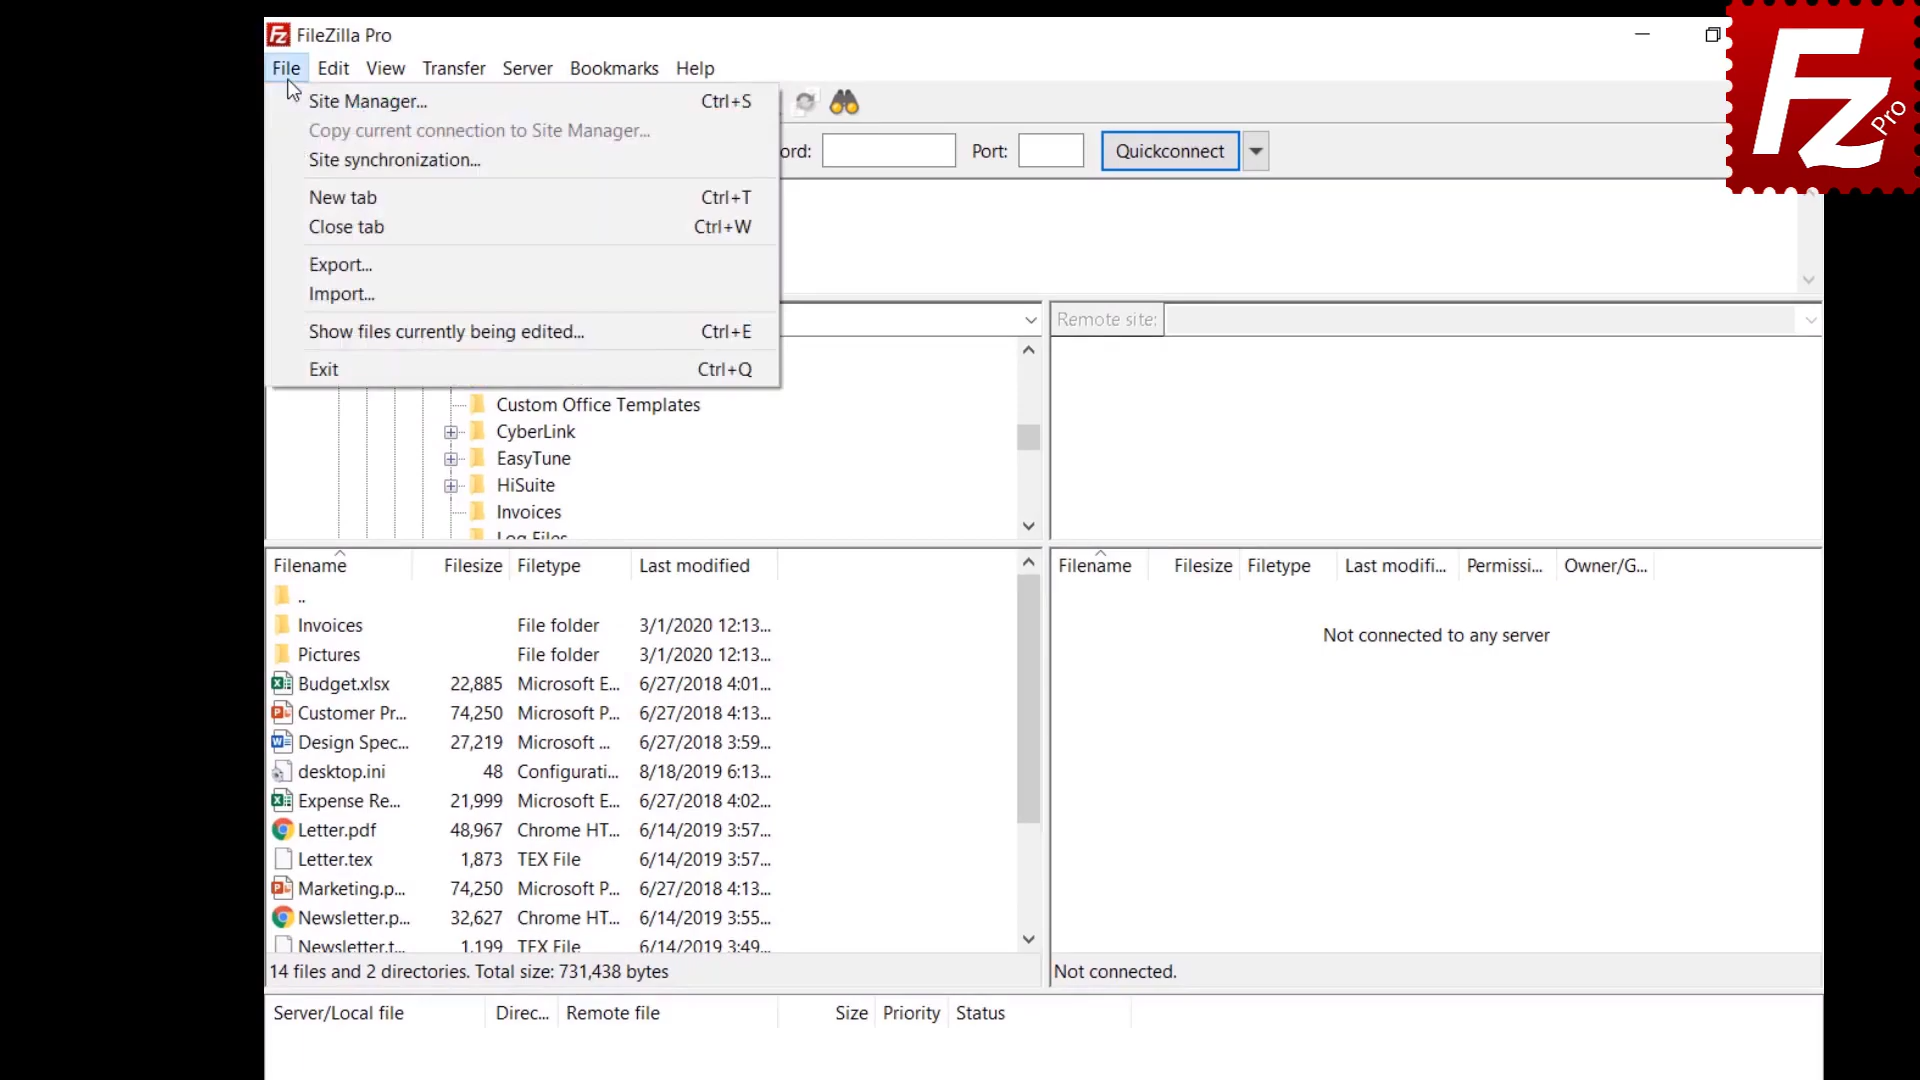 FileZilla Pro
File Edit View Transfer Server Bookmarks Help
Site Manager... Ctrl+S
Copy current connection to Site Manager...
Site synchronization...
New tab Ctrl+T
Close tab Ctrl+W
Export...
Import...
Show files currently being edited... Ctrl+E
Exit Ctrl+Q
ord: Port: Quickconnect
Remote site:
Custom Office Templates
CyberLink
EasyTune
HiSuite
Invoices
Log Files
Filename Filesize Filetype Last modified
..
Invoices File folder 3/1/2020 12:13...
Pictures File folder 3/1/2020 12:13...
Budget.xlsx 22,885 Microsoft E... 6/27/2018 4:01...
Customer Pr... 74,250 Microsoft P... 6/27/2018 4:13...
Design Spec... 27,219 Microsoft ... 6/27/2018 3:59...
desktop.ini 48 Configurati... 8/18/2019 6:13...
Expense Re... 21,999 Microsoft E... 6/27/2018 4:02...
Letter.pdf 48,967 Chrome HT... 6/14/2019 3:57...
Letter.tex 1,873 TEX File 6/14/2019 3:57...
Marketing.p... 74,250 Microsoft P... 6/27/2018 4:13...
Newsletter.p... 32,627 Chrome HT... 6/14/2019 3:55...
Newsletter.t... 1,199 TEX File 6/14/2019 3:49...
14 files and 2 directories. Total size: 731,438 bytes
Filename Filesize Filetype Last modifi... Permissi... Owner/G...
Not connected to any server
Not connected.
Server/Local file Direc... Remote file Size Priority Status
Fz Pro